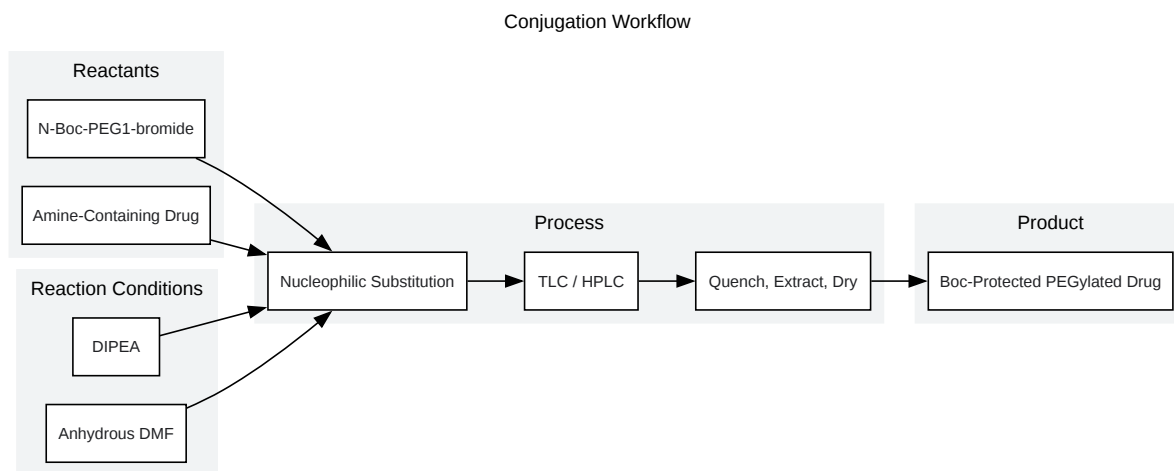 Conjugation Workflow
Reactants
N-Boc-PEG1-bromide
Amine-Containing Drug
Reaction Conditions
DIPEA
Anhydrous DMF
Process
Nucleophilic Substitution
TLC / HPLC
Quench, Extract, Dry
Product
Boc-Protected PEGylated Drug